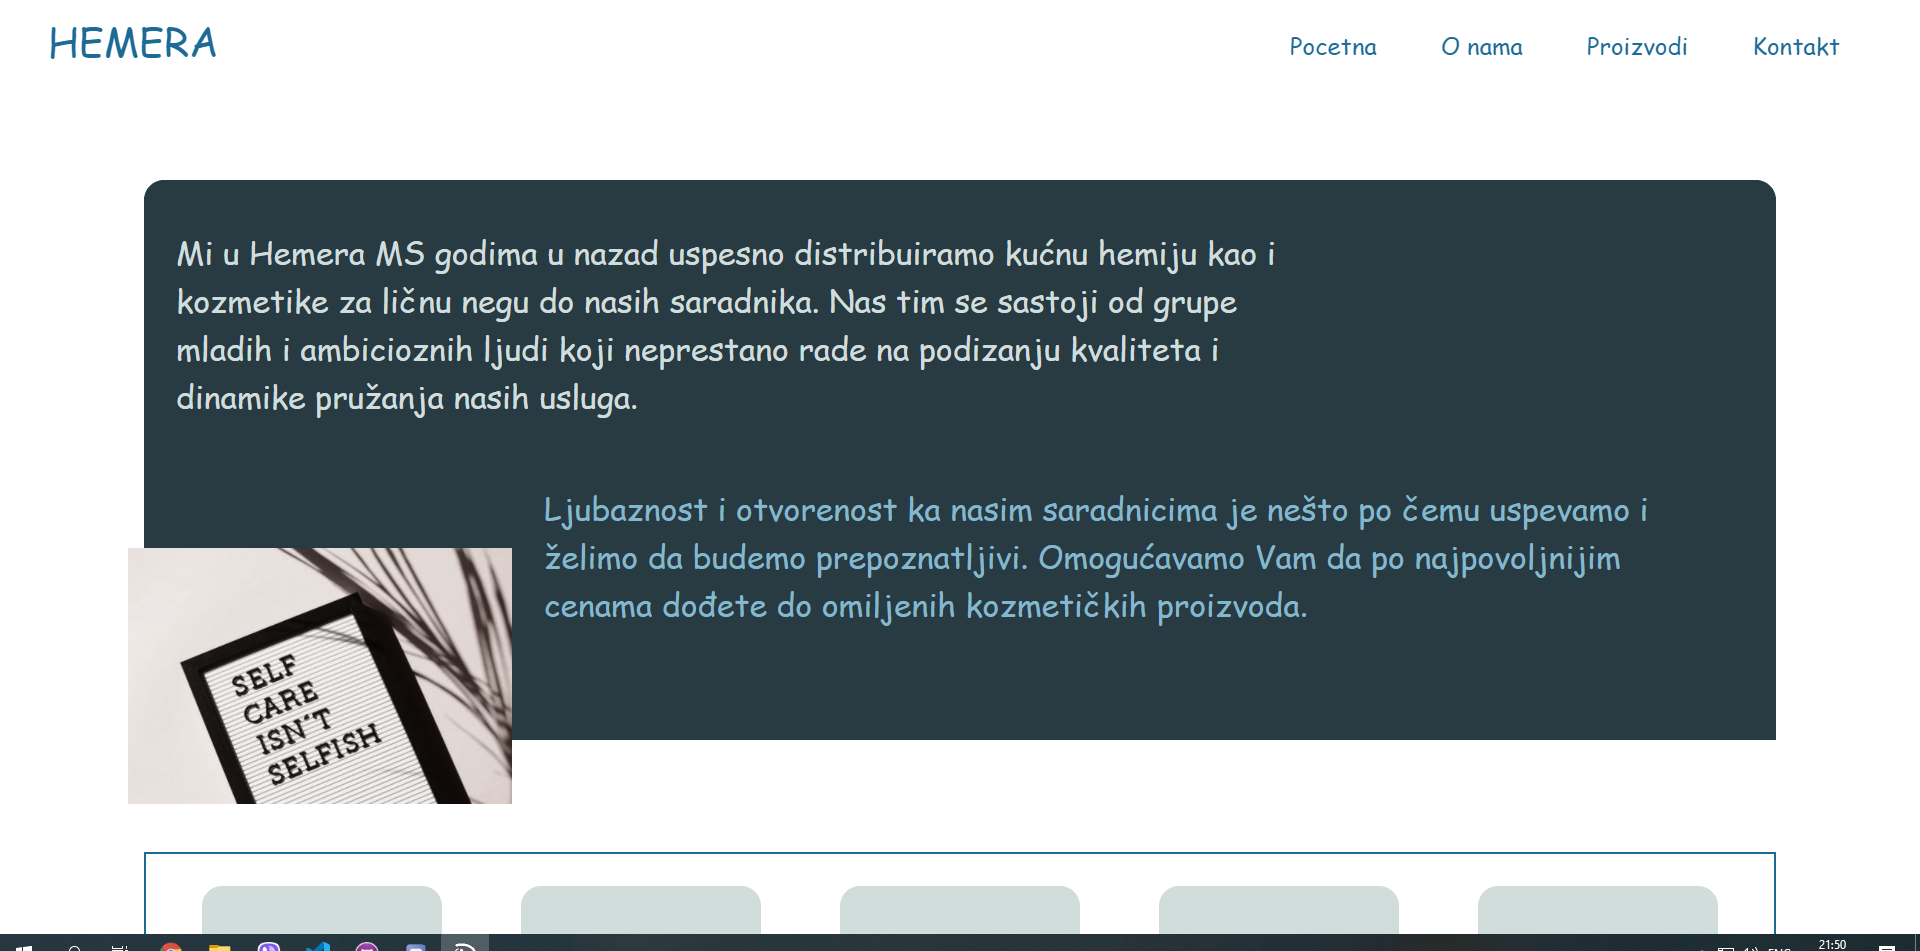 HEMERA
Pocetna O nama Proizvodi Kontakt
Mi u Hemera MS godima u nazad uspesno distribuiramo kućnu hemiju kao i
kozmetike za ličnu negu do nasih saradnika. Nas tim se sastoji od grupe
mladih i ambicioznih ljudi koji neprestano rade na podizanju kvaliteta i
dinamike pružanja nasih usluga.
Ljubaznost i otvorenost ka nasim saradnicima je nešto po čemu uspevamo i
želimo da budemo prepoznatljivi. Omogućavamo Vam da po najpovoljnijim
cenama dođete do omiljenih kozmetičkih proizvoda.
SELF
CARE
ISN'T
SELFISH
21:50